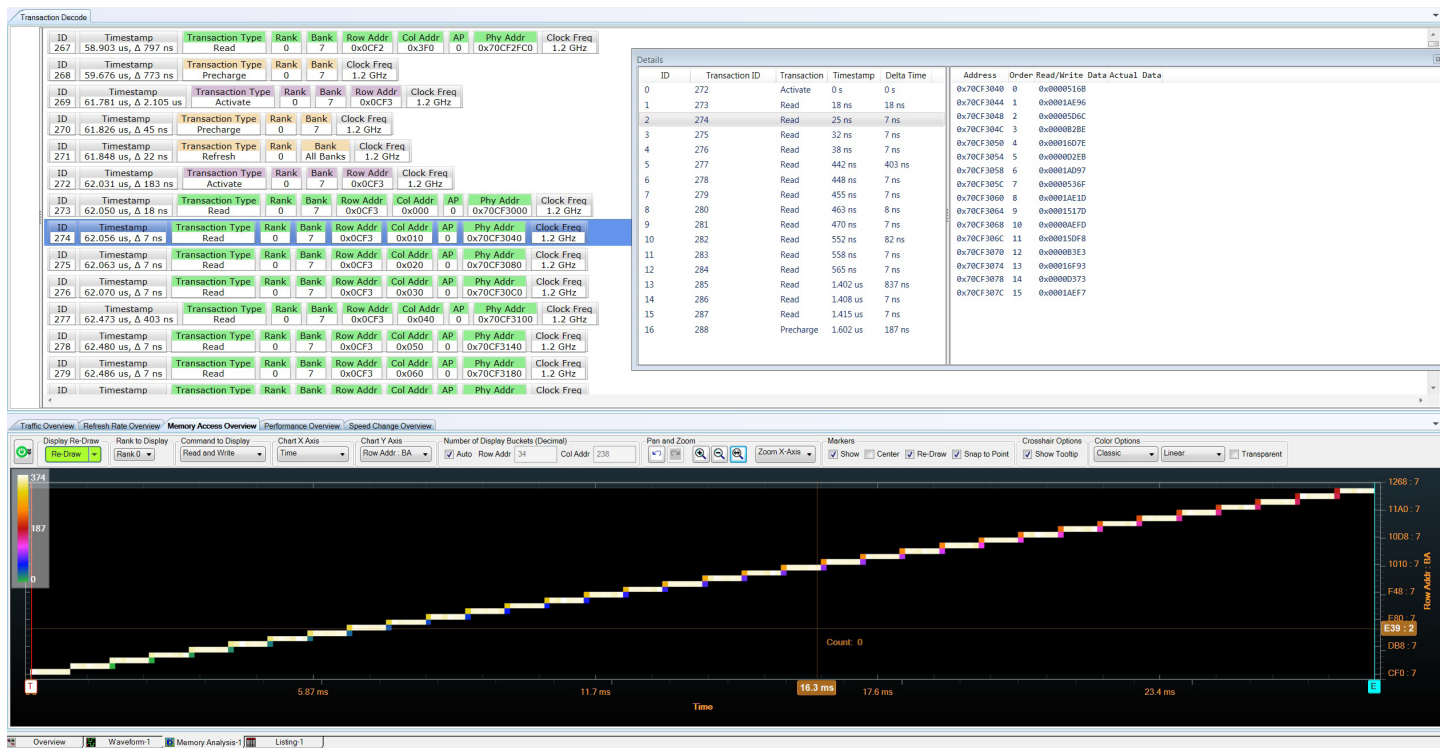 Transaction Decode
ID Timestamp Transaction Type Rank Bank Row Addr Col Addr AP Phy Addr Clock Freq
267 58.903 us, Δ 797 ns Read 0 7 0x0CF2 0x3F0 0 0x70CF2FC0 1.2 GHz
ID Timestamp Transaction Type Rank Bank Clock Freq
268 59.676 us, Δ 773 ns Precharge 0 7 1.2 GHz
ID Timestamp Transaction Type Rank Bank Row Addr Clock Freq
269 61.781 us, Δ 2.105 us Activate 0 7 0x0CF3 1.2 GHz
ID Timestamp Transaction Type Rank Bank Clock Freq
270 61.826 us, Δ 45 ns Precharge 0 7 1.2 GHz
ID Timestamp Transaction Type Rank Bank Clock Freq
271 61.848 us, Δ 22 ns Refresh 0 All Banks 1.2 GHz
ID Timestamp Transaction Type Rank Bank Row Addr Clock Freq
272 62.031 us, Δ 183 ns Activate 0 7 0x0CF3 1.2 GHz
ID Timestamp Transaction Type Rank Bank Row Addr Col Addr AP Phy Addr Clock Freq
273 62.050 us, Δ 18 ns Read 0 7 0x0CF3 0x000 0 0x70CF3000 1.2 GHz
ID Timestamp Transaction Type Rank Bank Row Addr Col Addr AP Phy Addr Clock Freq
274 62.056 us, Δ 7 ns Read 0 7 0x0CF3 0x010 0 0x70CF3040 1.2 GHz
ID Timestamp Transaction Type Rank Bank Row Addr Col Addr AP Phy Addr Clock Freq
275 62.063 us, Δ 7 ns Read 0 7 0x0CF3 0x020 0 0x70CF3080 1.2 GHz
ID Timestamp Transaction Type Rank Bank Row Addr Col Addr AP Phy Addr Clock Freq
276 62.070 us, Δ 7 ns Read 0 7 0x0CF3 0x030 0 0x70CF30C0 1.2 GHz
ID Timestamp Transaction Type Rank Bank Row Addr Col Addr AP Phy Addr Clock Freq
277 62.473 us, Δ 403 ns Read 0 7 0x0CF3 0x040 0 0x70CF3100 1.2 GHz
ID Timestamp Transaction Type Rank Bank Row Addr Col Addr AP Phy Addr Clock Freq
278 62.480 us, Δ 7 ns Read 0 7 0x0CF3 0x050 0 0x70CF3140 1.2 GHz
ID Timestamp Transaction Type Rank Bank Row Addr Col Addr AP Phy Addr Clock Freq
279 62.486 us, Δ 7 ns Read 0 7 0x0CF3 0x060 0 0x70CF3180 1.2 GHz
ID Timestamp Transaction Type Rank Bank Row Addr Col Addr AP Phy Addr Clock Freq
Details
ID Transaction ID Transaction Timestamp Delta Time
0 272 Activate 0 s 0 s
1 273 Read 18 ns 18 ns
2 274 Read 25 ns 7 ns
3 275 Read 32 ns 7 ns
4 276 Read 38 ns 7 ns
5 277 Read 442 ns 403 ns
6 278 Read 448 ns 7 ns
7 279 Read 455 ns 7 ns
8 280 Read 463 ns 8 ns
9 281 Read 470 ns 7 ns
10 282 Read 552 ns 82 ns
11 283 Read 558 ns 7 ns
12 284 Read 565 ns 7 ns
13 285 Read 1.402 us 837 ns
14 286 Read 1.408 us 7 ns
15 287 Read 1.415 us 7 ns
16 288 Precharge 1.602 us 187 ns
Address Order Read/Write Data Actual Data
0x70CF3040 0 0x0000516B
0x70CF3044 1 0x0001AE96
0x70CF3048 2 0x00005D6C
0x70CF304C 3 0x0000B2BE
0x70CF3050 4 0x00016D7E
0x70CF3054 5 0x0000D2EB
0x70CF3058 6 0x0001AD97
0x70CF305C 7 0x0000536F
0x70CF3060 8 0x0001AE1D
0x70CF3064 9 0x0001517D
0x70CF3068 10 0x0000AEFD
0x70CF306C 11 0x00015DF8
0x70CF3070 12 0x0000B3E3
0x70CF3074 13 0x00016F93
0x70CF3078 14 0x0000D373
0x70CF307C 15 0x0001AEF7
Traffic Overview Refresh Rate Overview Memory Access Overview Performance Overview Speed Change Overview
Display Re-Draw Rank to Display Command to Display Chart X Axis Chart Y Axis Number of Display Buckets (Decimal) Pan and Zoom Markers Crosshair Options Color Options
Re-Draw Rank 0 Read and Write Time Row Addr : BA Auto Row Addr 34 Col Addr 238 Zoom X-Axis Show Center Re-Draw Snap to Point Show Tooltip Classic Linear Transparent
374
187
0
1268 : 7
11A0 : 7
10D8 : 7
1010 : 7
F48 : 7
E80 : 7
E39 : 2
DB8 : 7
CF0 : 7
Row Addr : BA
Count: 0
T
E
5.87 ms 11.7 ms 16.3 ms 17.6 ms 23.4 ms
Time
Overview Waveform-1 Memory Analysis-1 Listing-1